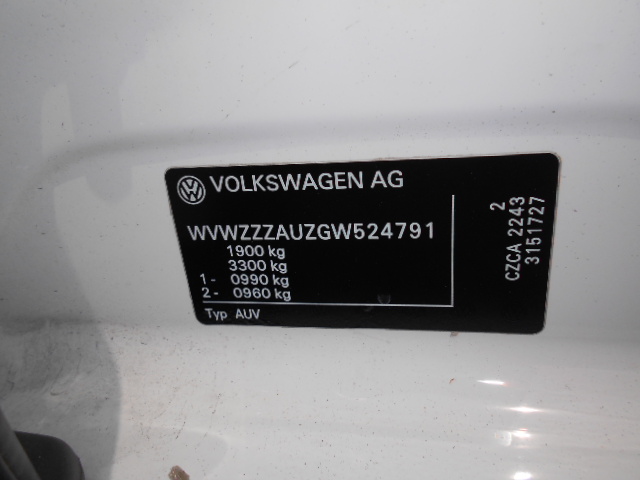 VOLKSWAGEN AG
WVWZZZAUZGW524791
1900 kg
3300 kg
1- 0990 kg
2- 0960 kg
Typ AUV
2
CZCA 2243
3151727